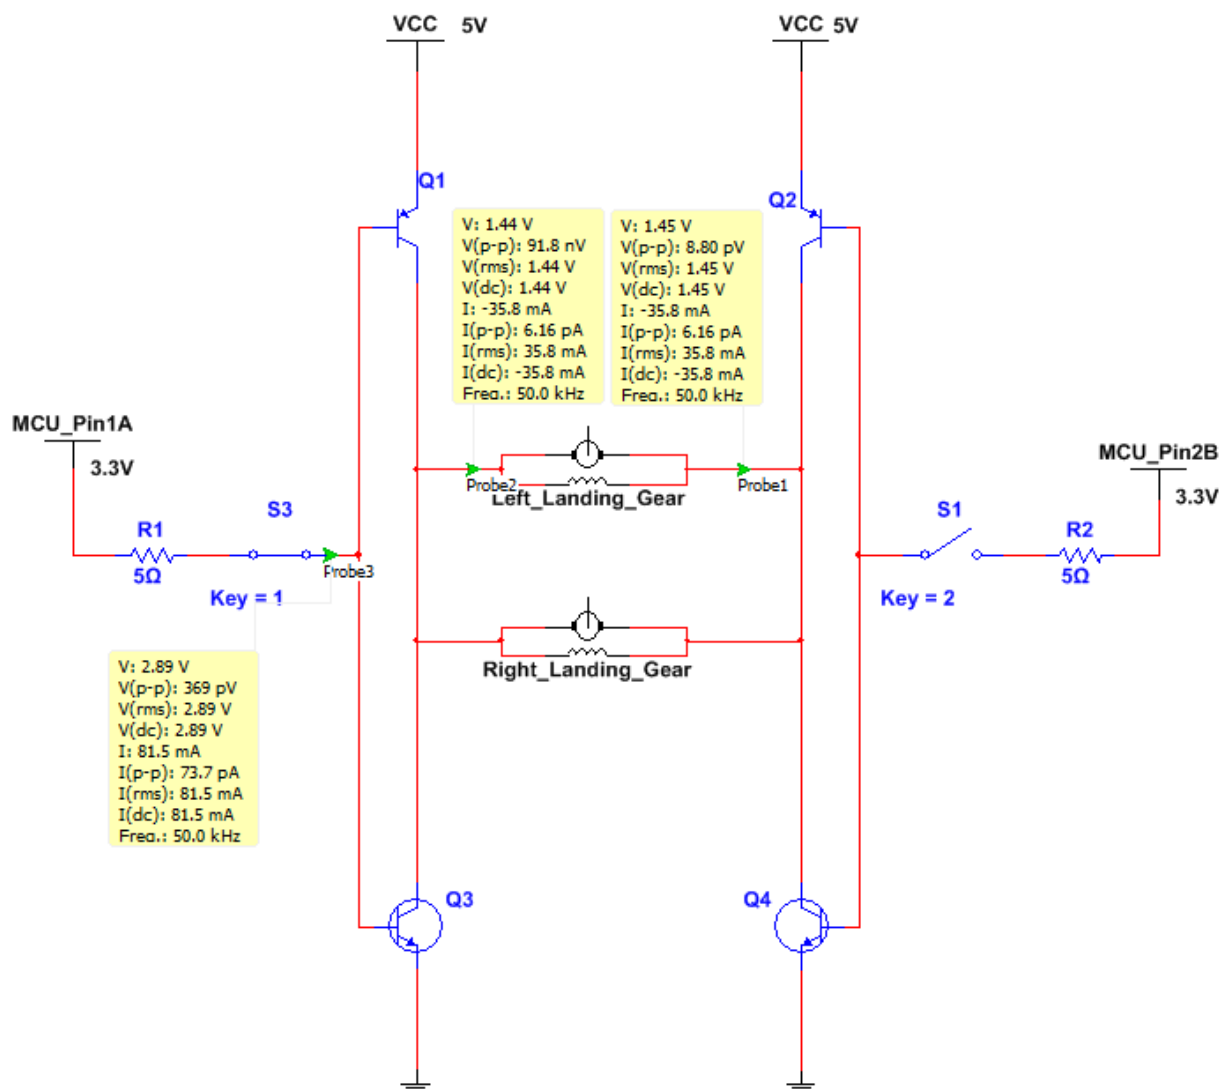 VCC 5V
VCC 5V
Q1
Q2
V: 1.44 V
V(p-p): 91.8 nV
V(rms): 1.44 V
V(dc): 1.44 V
I: -35.8 mA
I(p-p): 6.16 pA
I(rms): 35.8 mA
I(dc): -35.8 mA
Freq.: 50.0 kHz
V: 1.45 V
V(p-p): 8.80 pV
V(rms): 1.45 V
V(dc): 1.45 V
I: -35.8 mA
I(p-p): 6.16 pA
I(rms): 35.8 mA
I(dc): -35.8 mA
Freq.: 50.0 kHz
MCU_Pin1A
3.3V
MCU_Pin2B
3.3V
Probe2
Left_Landing_Gear
Probe1
S3
R1
5Ω
Probe3
Key = 1
S1
R2
5Ω
Key = 2
Right_Landing_Gear
V: 2.89 V
V(p-p): 369 pV
V(rms): 2.89 V
V(dc): 2.89 V
I: 81.5 mA
I(p-p): 73.7 pA
I(rms): 81.5 mA
I(dc): 81.5 mA
Freq.: 50.0 kHz
Q3
Q4